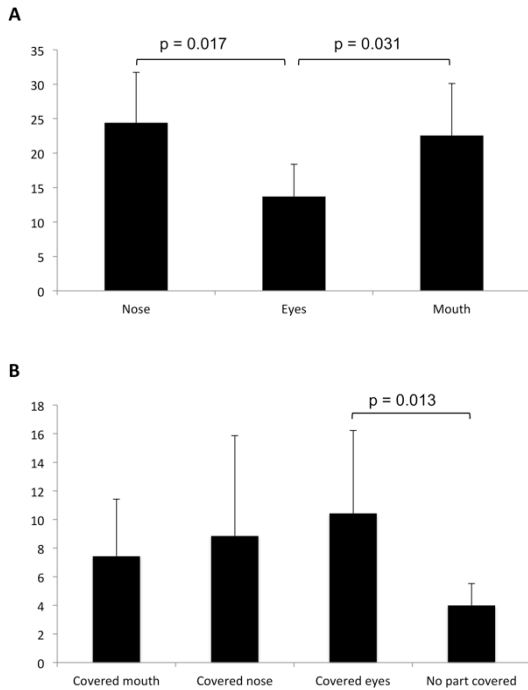 A
p = 0.017
p = 0.031
35
30
25
20
15
10
5
0
Nose Eyes Mouth
B
p = 0.013
18
16
14
12
10
8
6
4
2
0
Covered mouth Covered nose Covered eyes No part covered